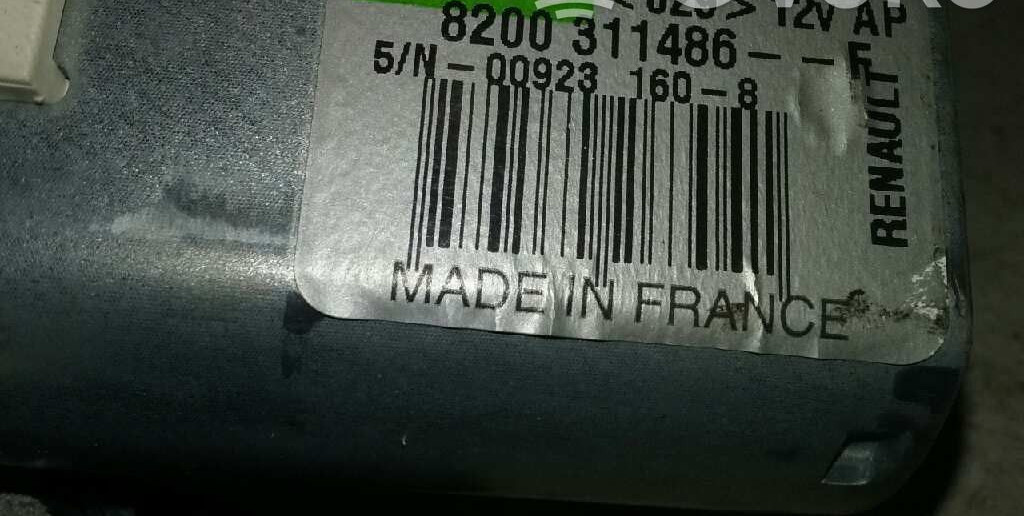 12V AP
8200 311486--F
S/N-00923 160-8
RENAULT
MADE IN FRANCE